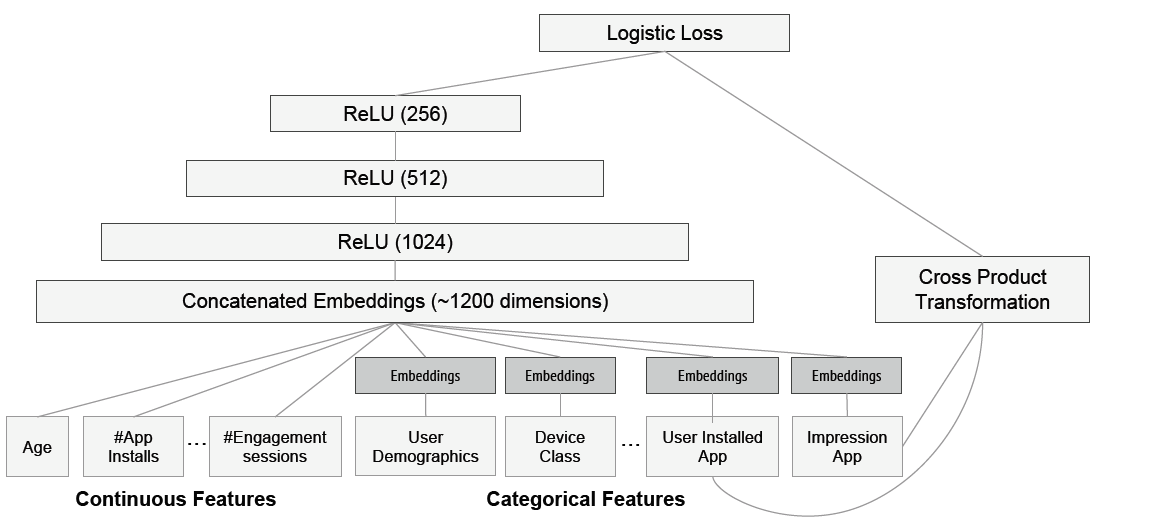 Logistic Loss
ReLU (256)
ReLU (512)
ReLU (1024)
Cross Product
Transformation
Concatenated Embeddings (~1200 dimensions)
Embeddings
Embeddings
Embeddings
Embeddings
Age
#App
Installs
...
#Engagement
sessions
User
Demographics
Device
Class
...
User Installed
App
Impression
App
Continuous Features
Categorical Features